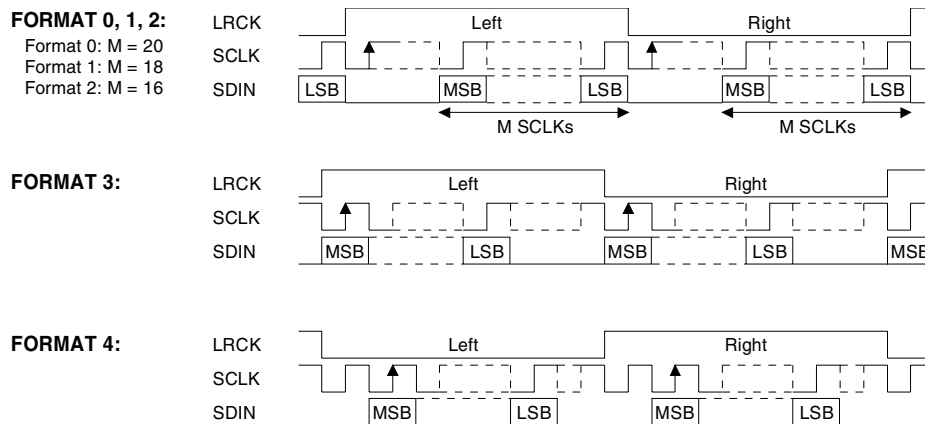 FORMAT 0, 1, 2:
Format 0: M = 20
Format 1: M = 18
Format 2: M = 16
LRCK Left Right
SCLK
SDIN LSB MSB LSB MSB LSB
M SCLKs M SCLKs
FORMAT 3:
LRCK Left Right
SCLK
SDIN MSB LSB MSB LSB MSB
FORMAT 4:
LRCK Left Right
SCLK
SDIN MSB LSB MSB LSB